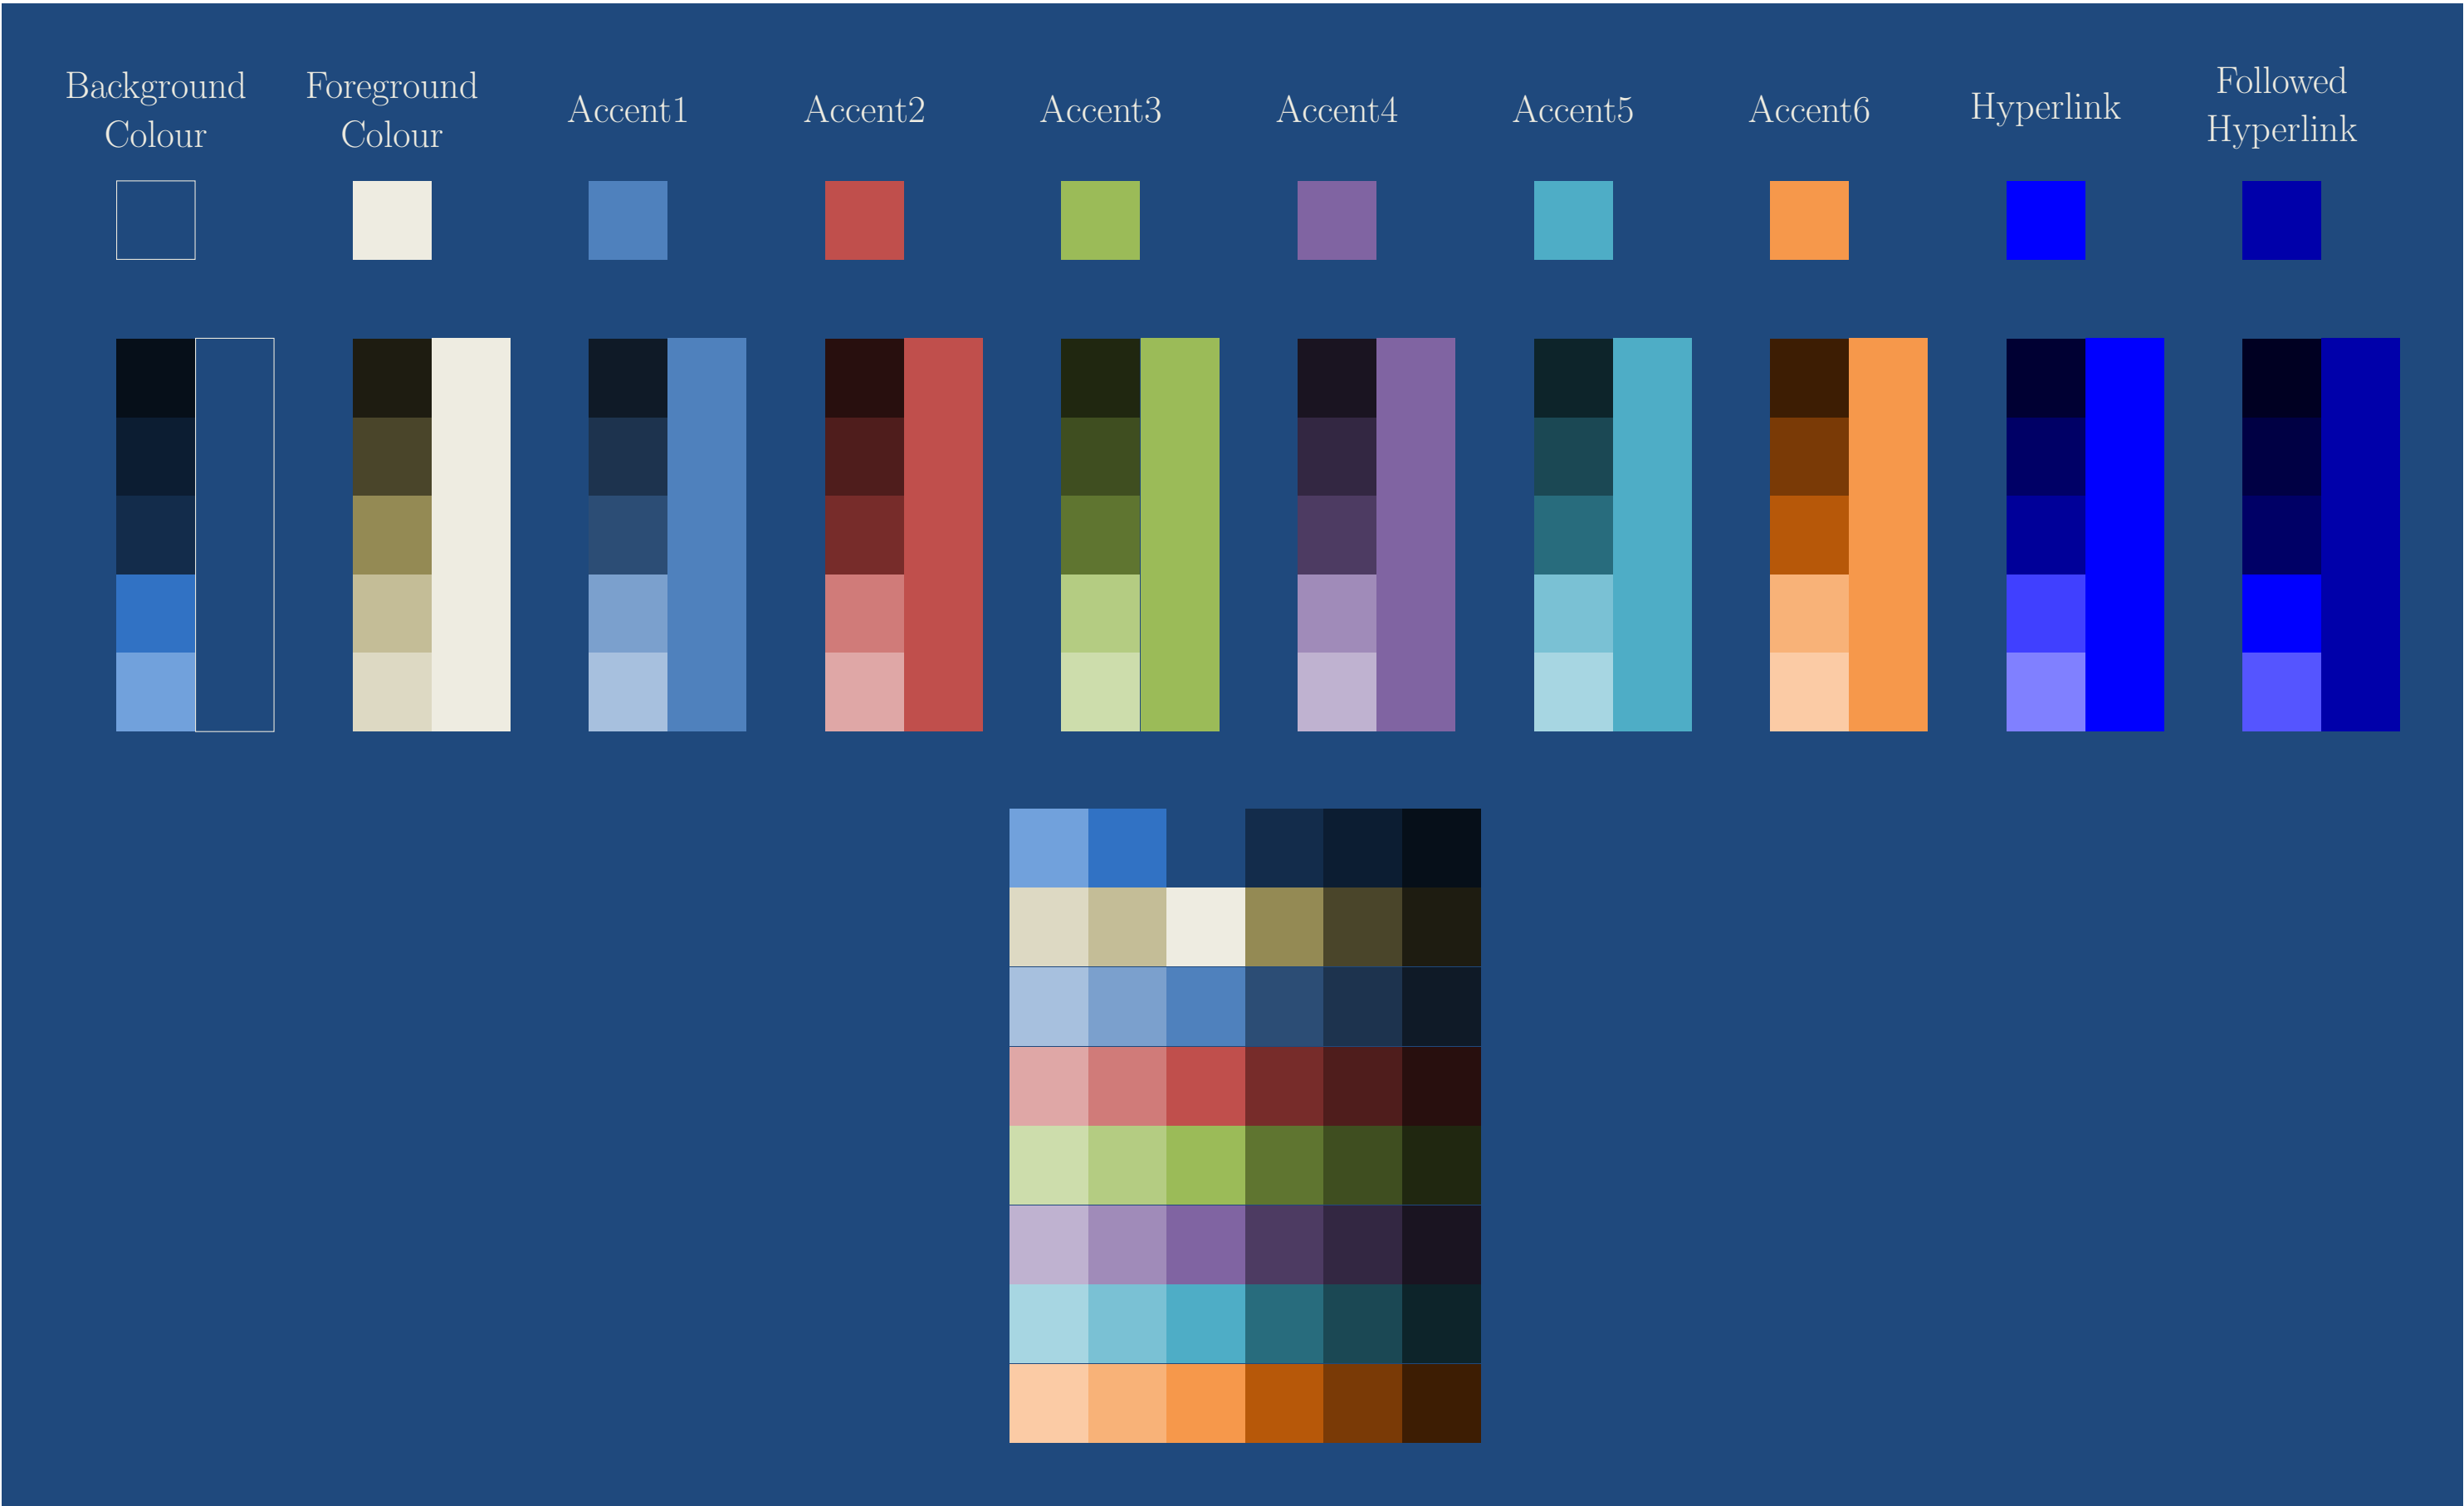 Background
Colour
Foreground
Colour
Accent1
Accent2
Accent3
Accent4
Accent5
Accent6
Hyperlink
Followed
Hyperlink